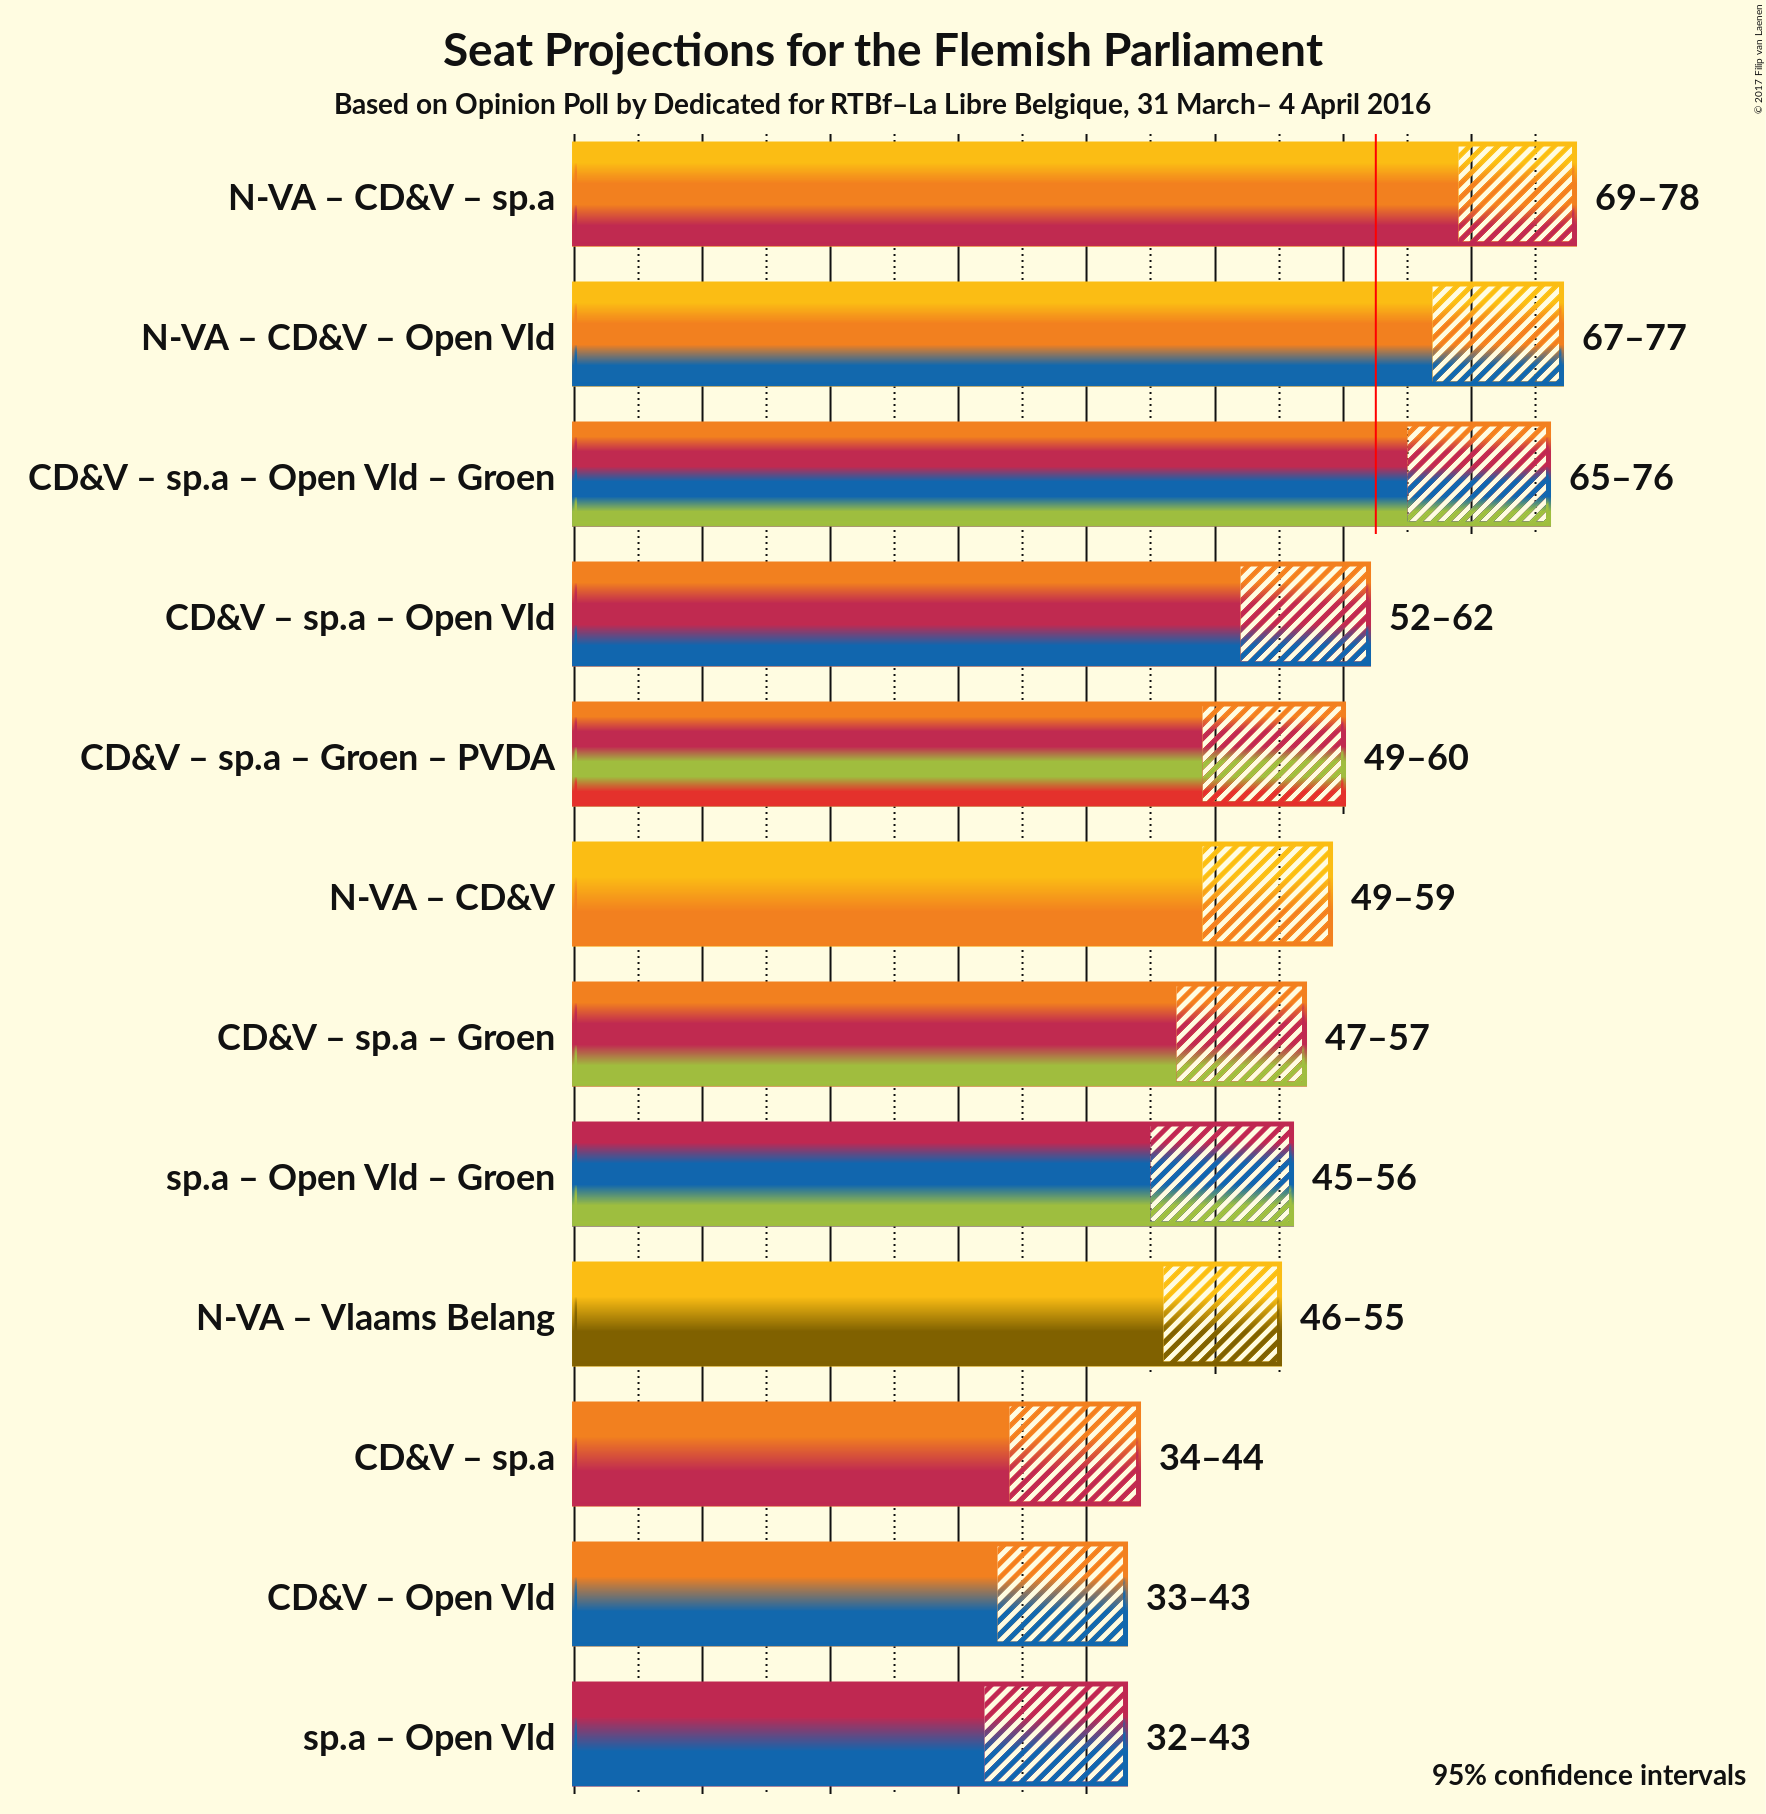 Seat Projections for the Flemish Parliament
Based on Opinion Poll by Dedicated for RTBf–La Libre Belgique, 31 March– 4 April 2016
© 2017 Filip van Laenen
N-VA – CD&V – sp.a 69–78
N-VA – CD&V – Open Vld 67–77
CD&V – sp.a – Open Vld – Groen 65–76
CD&V – sp.a – Open Vld 52–62
CD&V – sp.a – Groen – PVDA 49–60
N-VA – CD&V 49–59
CD&V – sp.a – Groen 47–57
sp.a – Open Vld – Groen 45–56
N-VA – Vlaams Belang 46–55
CD&V – sp.a 34–44
CD&V – Open Vld 33–43
sp.a – Open Vld 32–43
95% confidence intervals